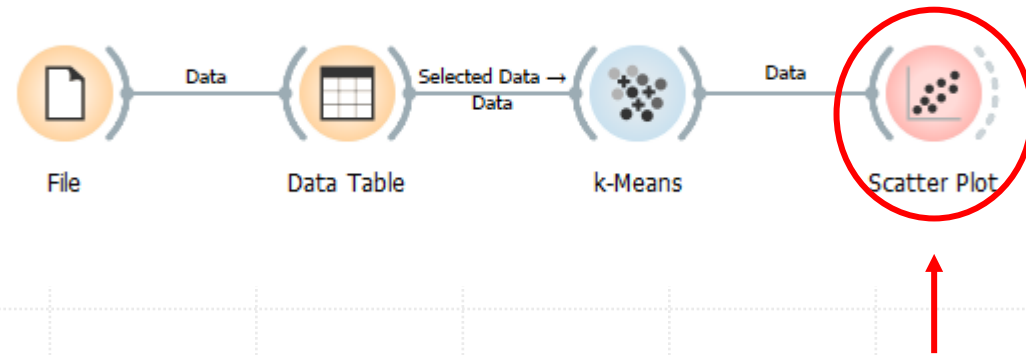 Data
Selected Data →
Data
Data
File
Data Table
k-Means
Scatter Plot